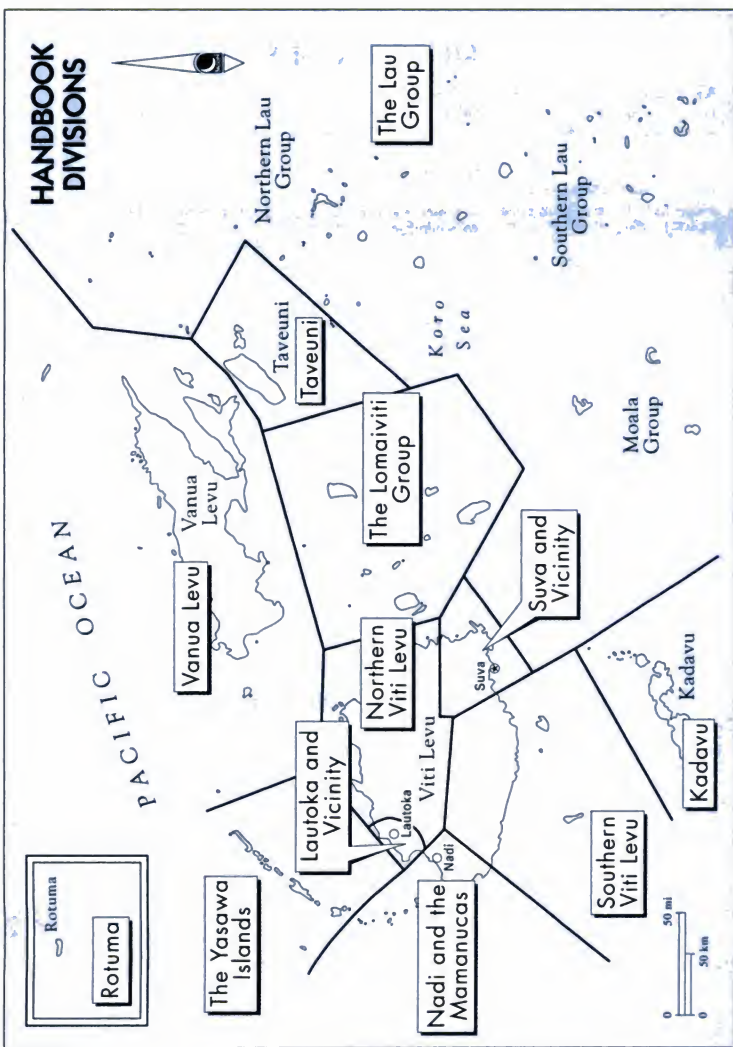 HANDBOOK
DIVISIONS
PACIFIC OCEAN
Rotuma
Rotuma
The Yasawa
Islands
Vanua Levu
Vanua
Levu
Northern Lau
Group
The Lau
Group
Taveuni
Taveuni
Koro
Sea
The Lomaiviti
Group
Northern
Viti Levu
Lautoka and
Vicinity
Lautoka
Viti Levu
Nadi
Nadi and the
Mamanucas
Suva and
Vicinity
Suva
Southern
Viti Levu
Kadavu
Kadavu
Moala
Group
Southern Lau
Group
0 50 mi
0 50 km